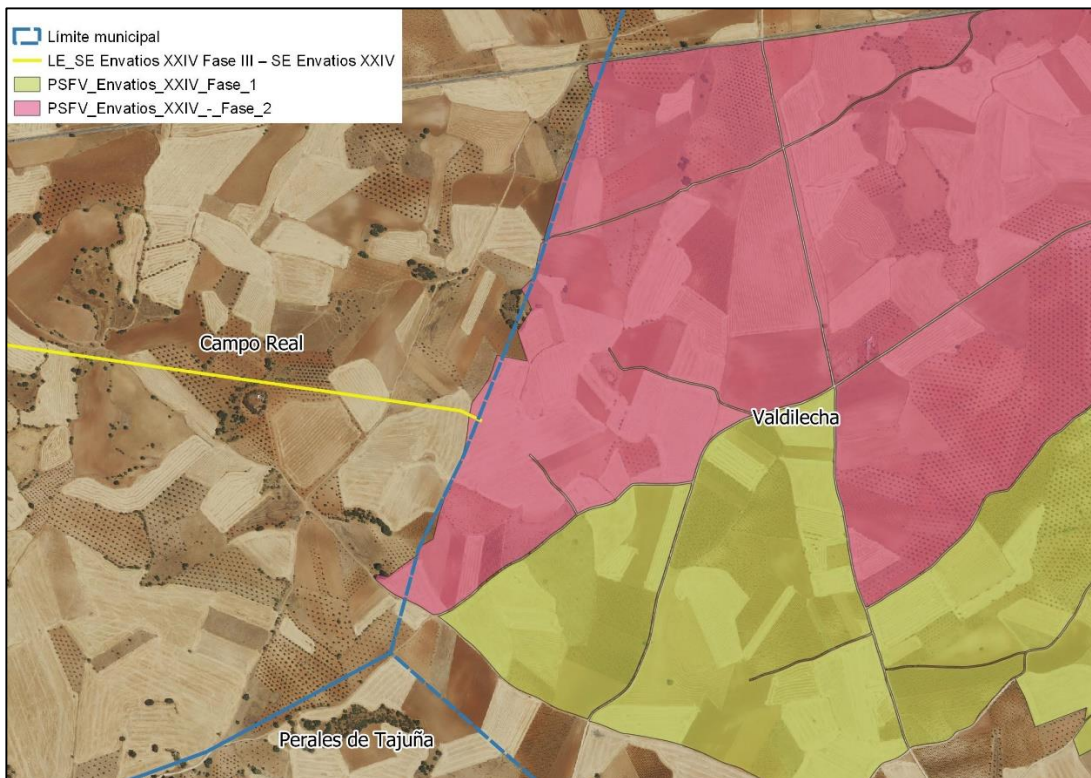 Límite municipal
LE_SE Envatios XXIV Fase III – SE Envatios XXIV
PSFV_Envatios_XXIV_Fase_1
PSFV_Envatios_XXIV_-_Fase_2
Campo Real
Valdilecha
Perales de Tajuña